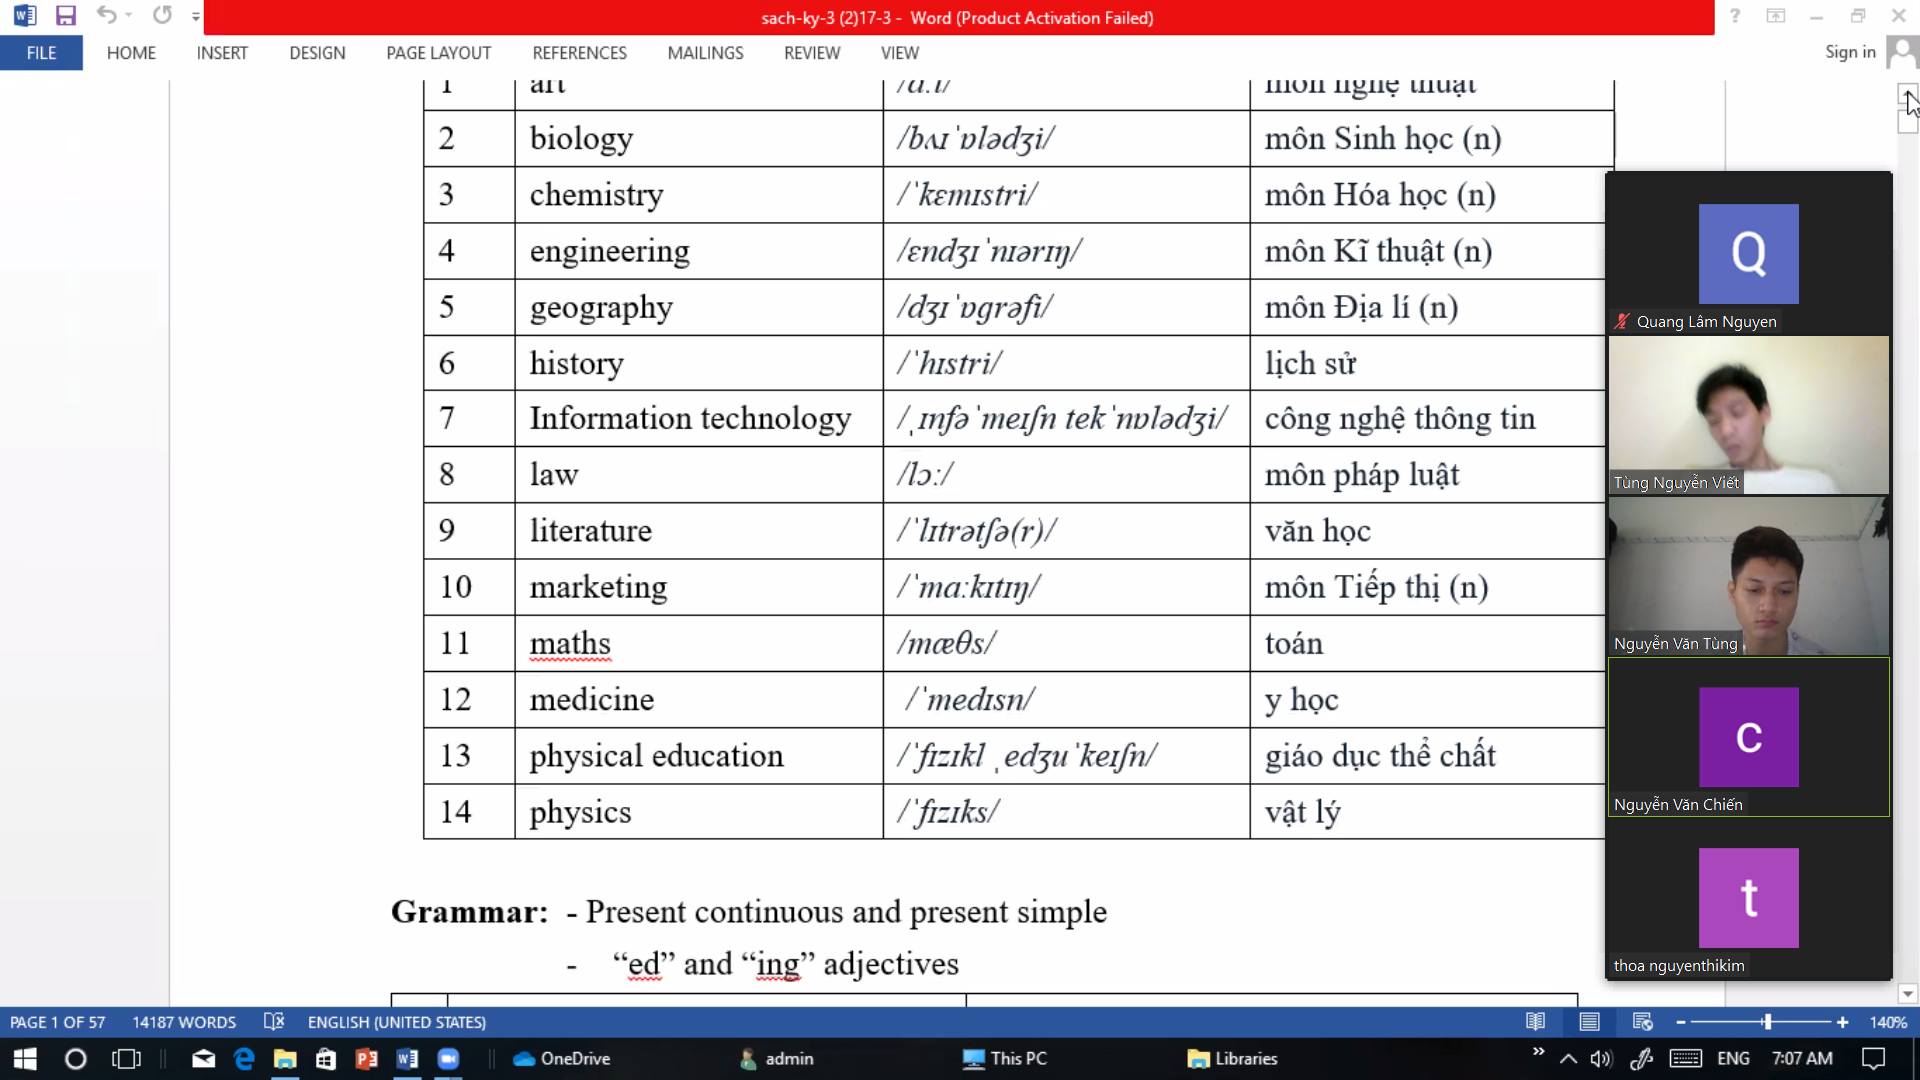 sach-ky-3 (2)17-3 - Word (Product Activation Failed)
FILE HOME INSERT DESIGN PAGE LAYOUT REFERENCES MAILINGS REVIEW VIEW Sign in
1 art môn nghệ thuật
2 biology /bʌɪˈɒlədʒi/ môn Sinh học (n)
3 chemistry /ˈkɛmɪstri/ môn Hóa học (n)
4 engineering /ɛndʒɪˈnɪərɪŋ/ môn Kĩ thuật (n)
5 geography /dʒɪˈɒgrəfi/ môn Địa lí (n)
6 history /ˈhɪstri/ lịch sử
7 Information technology /ˌɪnfəˈmeɪʃn tekˈnɒlədʒi/ công nghệ thông tin
8 law /lɔː/ môn pháp luật
9 literature /ˈlɪtrətʃə(r)/ văn học
10 marketing /ˈmɑːkɪtɪŋ/ môn Tiếp thị (n)
11 maths /mæθs/ toán
12 medicine /ˈmedɪsn/ y học
13 physical education /ˈfɪzɪkl ˌedʒuˈkeɪʃn/ giáo dục thể chất
14 physics /ˈfɪzɪks/ vật lý
Grammar: - Present continuous and present simple
- “ed” and “ing” adjectives
Q
Quang Lâm Nguyen
Tùng Nguyễn Viết
Nguyễn Văn Tùng
c
Nguyễn Văn Chiến
t
thoa nguyenthikim
PAGE 1 OF 57 14187 WORDS ENGLISH (UNITED STATES) 140%
OneDrive admin This PC Libraries ENG 7:07 AM